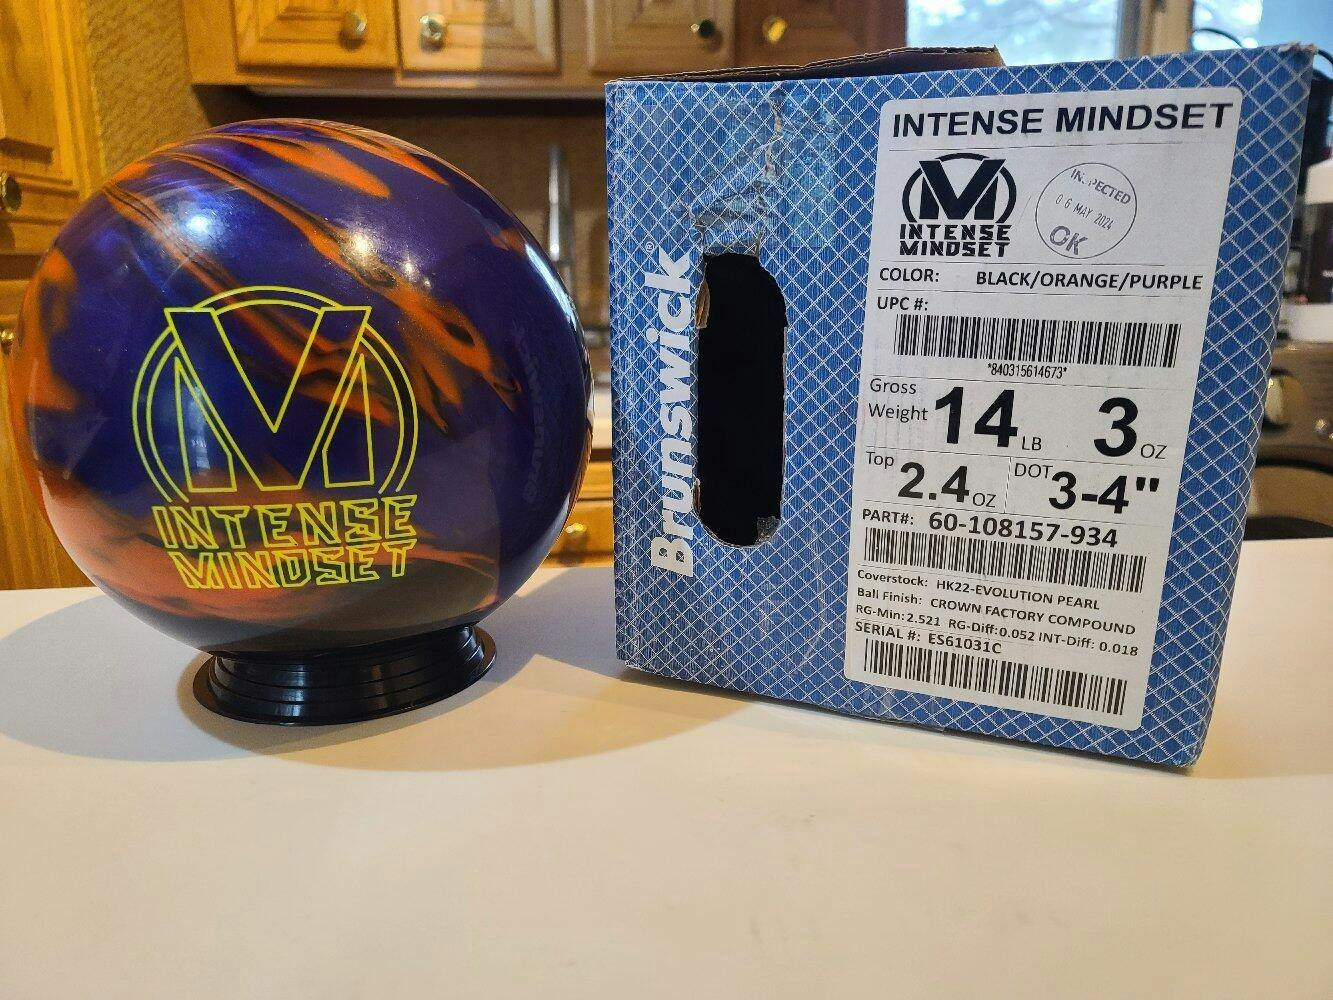 INTENSE
MINDSET
Brunswick®
INTENSE MINDSET
INTENSE
MINDSET
INSPECTED
06 MAY 2024
OK
COLOR: BLACK/ORANGE/PURPLE
UPC #:
*840315614673*
Gross
Weight 14 LB 3 OZ
Top 2.4 OZ DOT 3-4"
PART#: 60-108157-934
Coverstock: HK22-EVOLUTION PEARL
Ball Finish: CROWN FACTORY COMPOUND
RG-Min: 2.521 RG-Diff: 0.052 INT-Diff: 0.018
SERIAL #: ES61031C